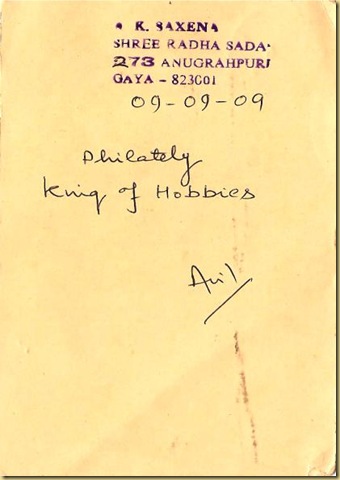 K. SAXENA
SHREE RADHA SADA
273 ANUGRAHPURI
GAYA - 823001
09-09-09
Philately
King of Hobbies
Anil